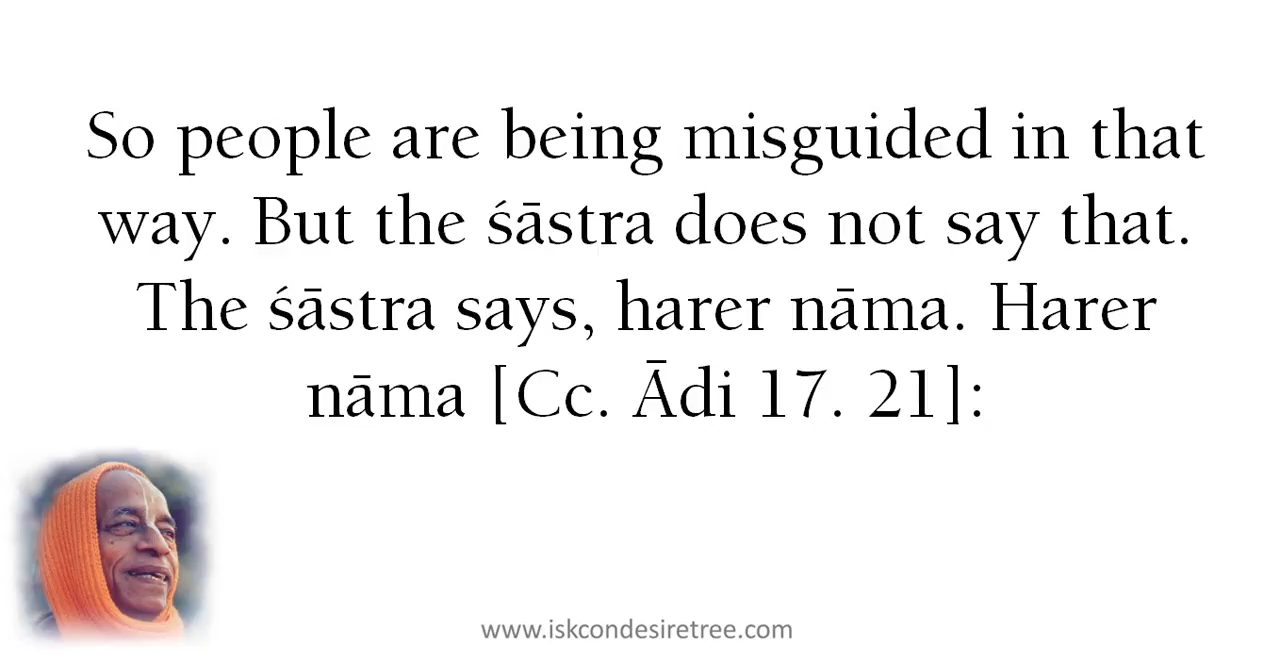 So people are being misguided in that
way. But the śāstra does not say that.
The śāstra says, harer nāma. Harer
nāma [Cc. Ādi 17. 21]:
www.iskcondesiretree.com